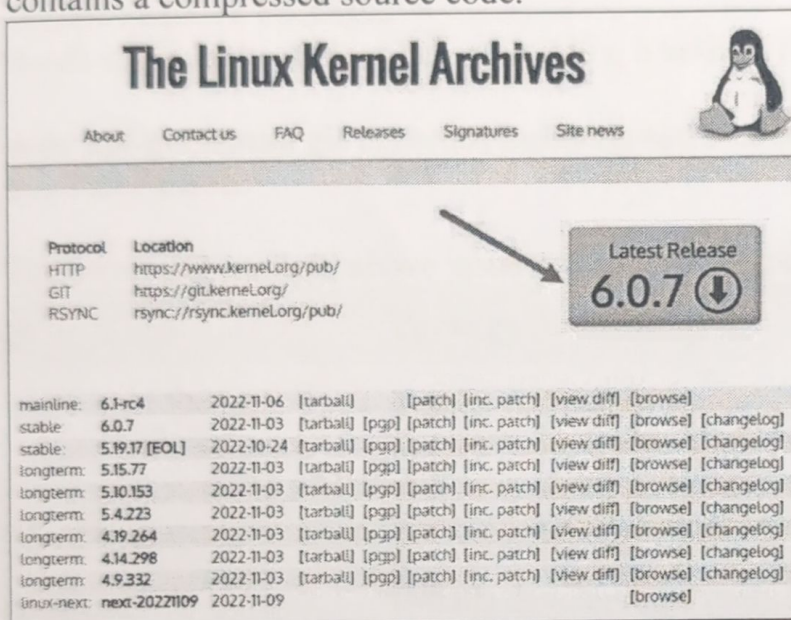 contains a compressed source code.
The Linux Kernel Archives
About Contact us FAQ Releases Signatures Site news
Protocol Location
HTTP https://www.kernel.org/pub/
GIT https://git.kernel.org/
RSYNC rsync://rsync.kernel.org/pub/
Latest Release
6.0.7
mainline: 6.1-rc4 2022-11-06 [tarball] [patch] [inc. patch] [view diff] [browse]
stable: 6.0.7 2022-11-03 [tarball] [pgp] [patch] [inc. patch] [view diff] [browse] [changelog]
stable: 5.19.17 [EOL] 2022-10-24 [tarball] [pgp] [patch] [inc. patch] [view diff] [browse] [changelog]
longterm: 5.15.77 2022-11-03 [tarball] [pgp] [patch] [inc. patch] [view diff] [browse] [changelog]
longterm: 5.10.153 2022-11-03 [tarball] [pgp] [patch] [inc. patch] [view diff] [browse] [changelog]
longterm: 5.4.223 2022-11-03 [tarball] [pgp] [patch] [inc. patch] [view diff] [browse] [changelog]
longterm: 4.19.264 2022-11-03 [tarball] [pgp] [patch] [inc. patch] [view diff] [browse] [changelog]
longterm: 4.14.298 2022-11-03 [tarball] [pgp] [patch] [inc. patch] [view diff] [browse] [changelog]
longterm: 4.9.332 2022-11-03 [tarball] [pgp] [patch] [inc. patch] [view diff] [browse] [changelog]
linux-next: next-20221109 2022-11-09 [browse]